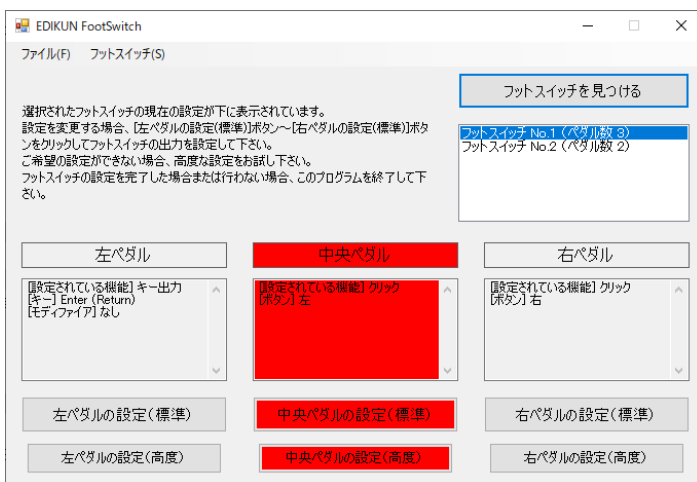 EDIKUN FootSwitch
ファイル(F) フットスイッチ(S)
フットスイッチを見つける
選択されたフットスイッチの現在の設定が下に表示されています。
設定を変更する場合、[左ペダルの設定(標準)]ボタン～[右ペダルの設定(標準)]ボタ
ンをクリックしてフットスイッチの出力を設定して下さい。
ご希望の設定ができない場合、高度な設定をお試し下さい。
フットスイッチの設定を完了した場合または行わない場合、このプログラムを終了して下
さい。
フットスイッチ No.1 (ペダル数 3)
フットスイッチ No.2 (ペダル数 2)
左ペダル 中央ペダル 右ペダル
[設定されている機能] キー出力
[キー] Enter (Return)
[モディファイア] なし
[設定されている機能] クリック
[ボタン] 左
[設定されている機能] クリック
[ボタン] 右
左ペダルの設定(標準) 中央ペダルの設定(標準) 右ペダルの設定(標準)
左ペダルの設定(高度) 中央ペダルの設定(高度) 右ペダルの設定(高度)